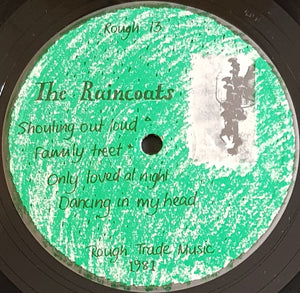 Rough 13
The Raincoats
Shouting out loud △
Family treet *
Only loved at night
Dancing in my head
Rough Trade Music
1981